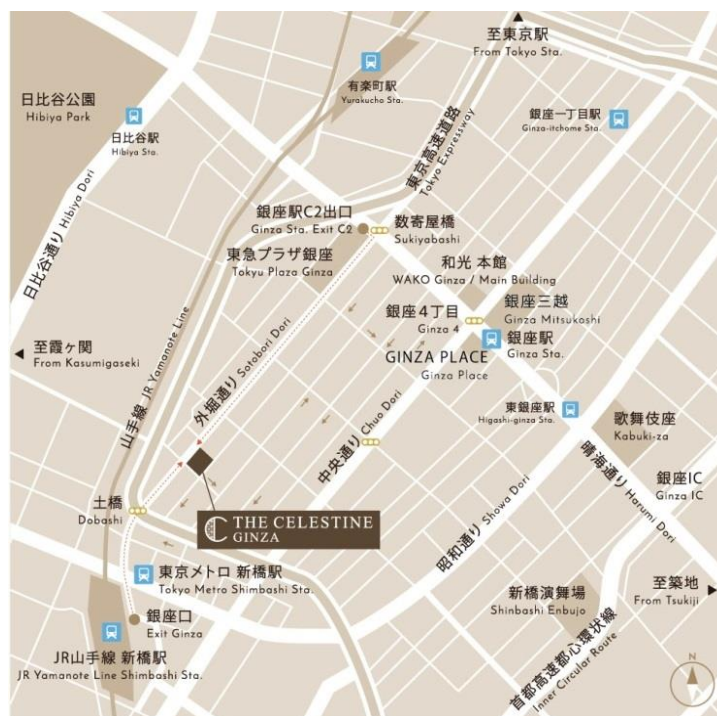 至東京駅
From Tokyo Sta.
有楽町駅
Yurakucho Sta.
日比谷公園
Hibiya Park
日比谷駅
Hibiya Sta.
銀座一丁目駅
Ginza-itchome Sta.
東京高速道路
Tokyo Expressway
日比谷通り Hibiya Dori
銀座駅C2出口
Ginza Sta. Exit C2
数寄屋橋
Sukiyabashi
東急プラザ銀座
Tokyu Plaza Ginza
和光 本館
WAKO Ginza / Main Building
銀座4丁目
Ginza 4
銀座三越
Ginza Mitsukoshi
銀座駅
Ginza Sta.
GINZA PLACE
Ginza Place
至霞ヶ関
From Kasumigaseki
山手線 JR Yamanote Line
外堀通り Sotobori Dori
中央通り Chuo Dori
東銀座駅
Higashi-ginza Sta.
歌舞伎座
Kabuki-za
晴海通り Harumi Dori
銀座IC
Ginza IC
昭和通り Showa Dori
土橋
Dobashi
THE CELESTINE
GINZA
東京メトロ 新橋駅
Tokyo Metro Shimbashi Sta.
新橋演舞場
Shinbashi Enbujo
至築地
From Tsukiji
銀座口
Exit Ginza
首都高速都心環状線
Inner Circular Route
JR山手線 新橋駅
JR Yamanote Line Shimbashi Sta.
N